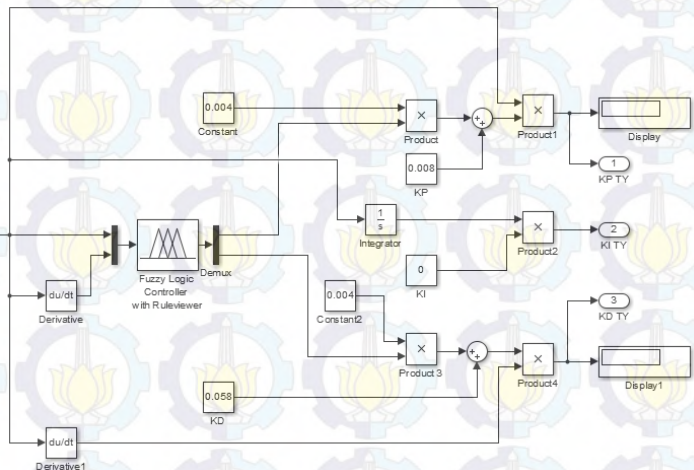 0.004
Constant
×
Product
0.008
KP
×
Product1
Display
1
KP TY
1
s
Integrator
×
Product2
2
KI TY
0
KI
Fuzzy Logic
Controller
with Ruleviewer
Demux
du/dt
Derivative
0.004
Constant2
×
Product 3
3
KD TY
×
Product4
Display1
0.058
KD
du/dt
Derivative1